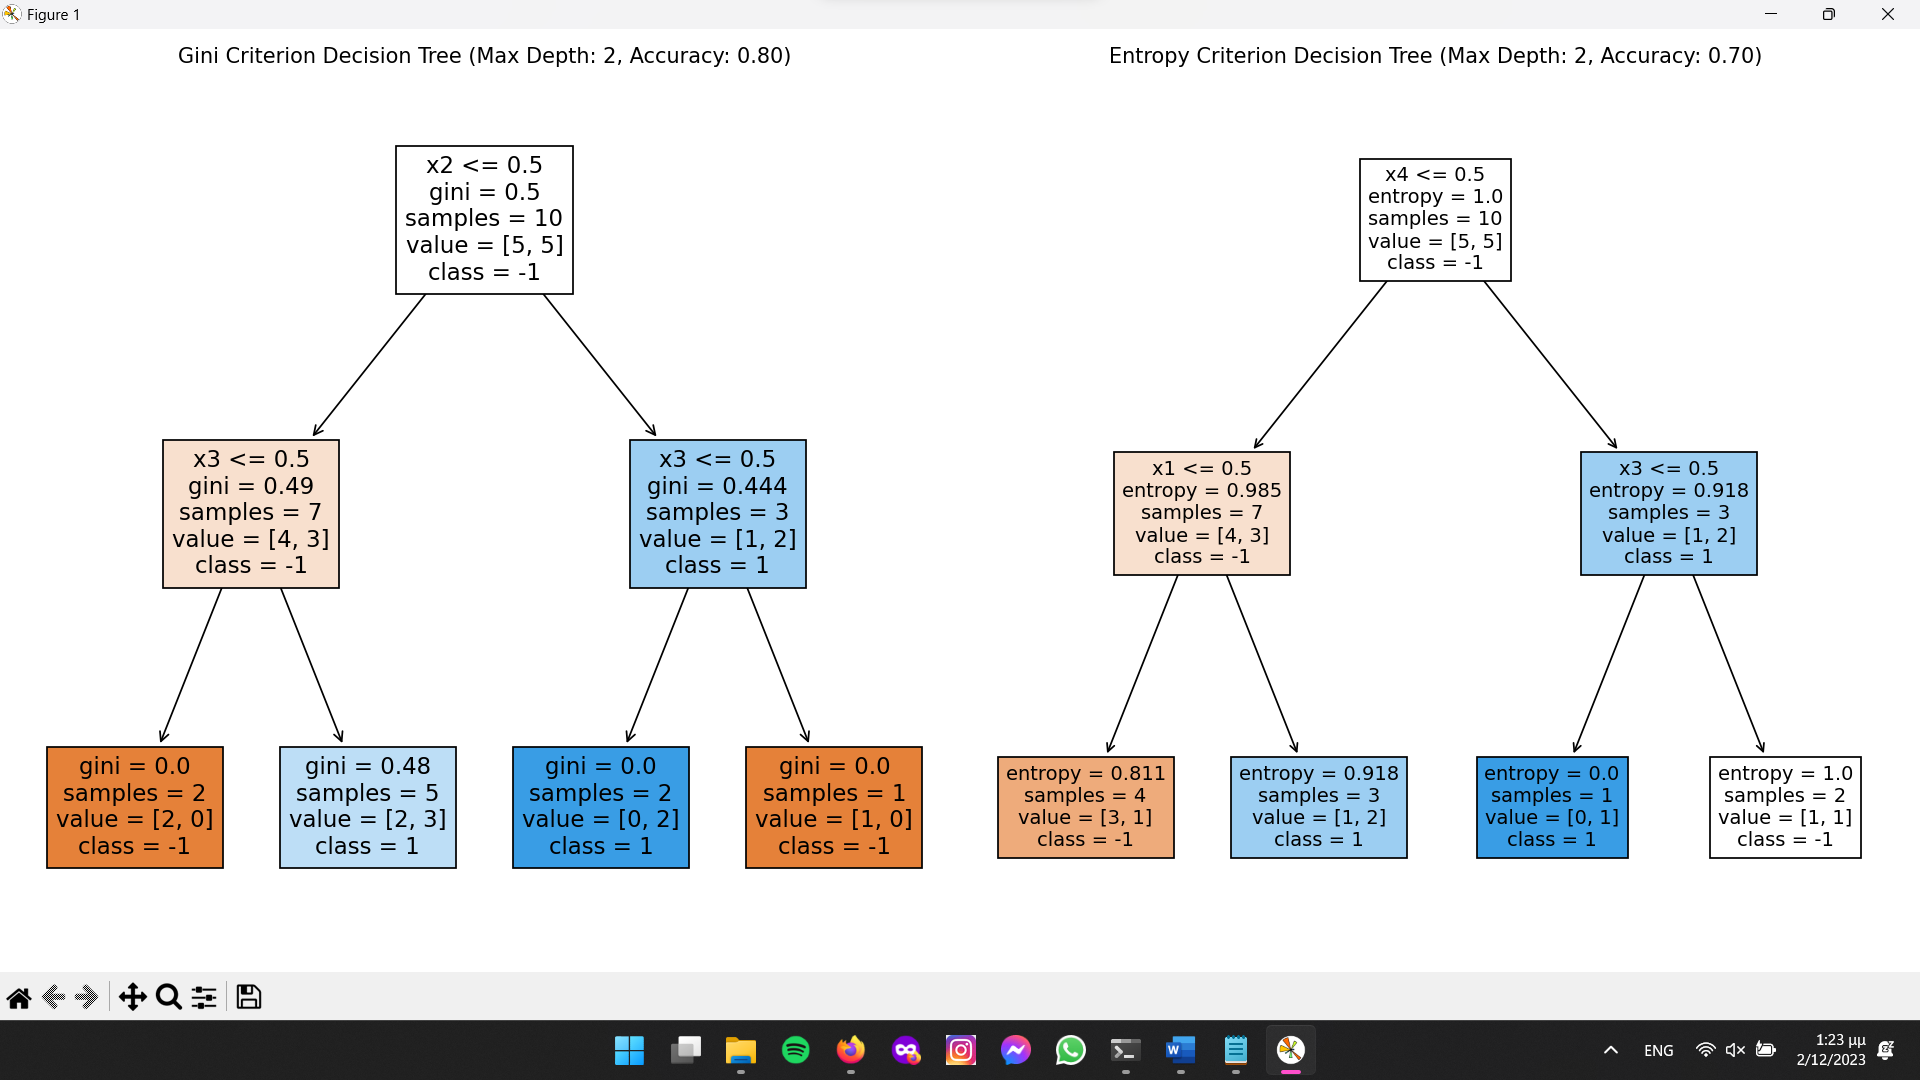 Figure 1
Gini Criterion Decision Tree (Max Depth: 2, Accuracy: 0.80)
x2 <= 0.5
gini = 0.5
samples = 10
value = [5, 5]
class = -1
x3 <= 0.5
gini = 0.49
samples = 7
value = [4, 3]
class = -1
x3 <= 0.5
gini = 0.444
samples = 3
value = [1, 2]
class = 1
gini = 0.0
samples = 2
value = [2, 0]
class = -1
gini = 0.48
samples = 5
value = [2, 3]
class = 1
gini = 0.0
samples = 2
value = [0, 2]
class = 1
gini = 0.0
samples = 1
value = [1, 0]
class = -1
Entropy Criterion Decision Tree (Max Depth: 2, Accuracy: 0.70)
x4 <= 0.5
entropy = 1.0
samples = 10
value = [5, 5]
class = -1
x1 <= 0.5
entropy = 0.985
samples = 7
value = [4, 3]
class = -1
x3 <= 0.5
entropy = 0.918
samples = 3
value = [1, 2]
class = 1
entropy = 0.811
samples = 4
value = [3, 1]
class = -1
entropy = 0.918
samples = 3
value = [1, 2]
class = 1
entropy = 0.0
samples = 1
value = [0, 1]
class = 1
entropy = 1.0
samples = 2
value = [1, 1]
class = -1
W
ENG
1:23 μμ
2/12/2023